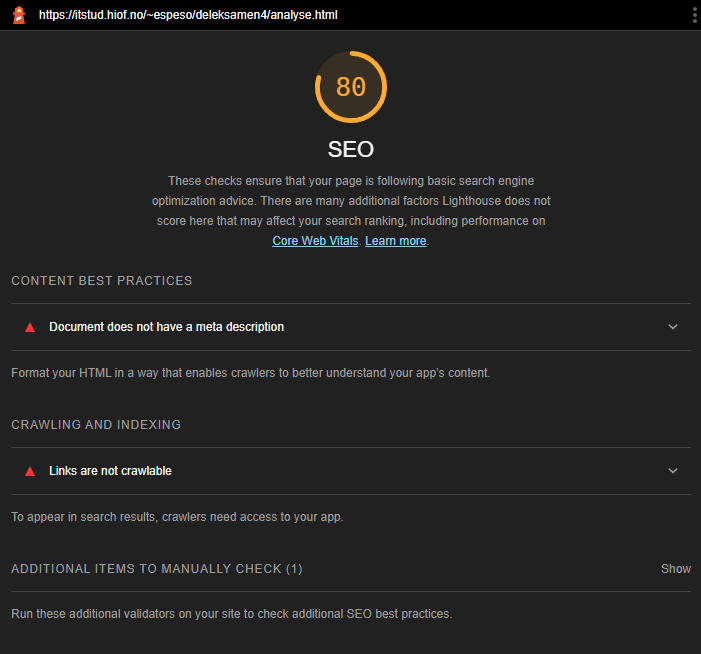 https://itstud.hiof.no/~espeso/deleksamen4/analyse.html
80
SEO
These checks ensure that your page is following basic search engine
optimization advice. There are many additional factors Lighthouse does not
score here that may affect your search ranking, including performance on
Core Web Vitals. Learn more.
CONTENT BEST PRACTICES
Document does not have a meta description
Format your HTML in a way that enables crawlers to better understand your app's content.
CRAWLING AND INDEXING
Links are not crawlable
To appear in search results, crawlers need access to your app.
ADDITIONAL ITEMS TO MANUALLY CHECK (1) Show
Run these additional validators on your site to check additional SEO best practices.